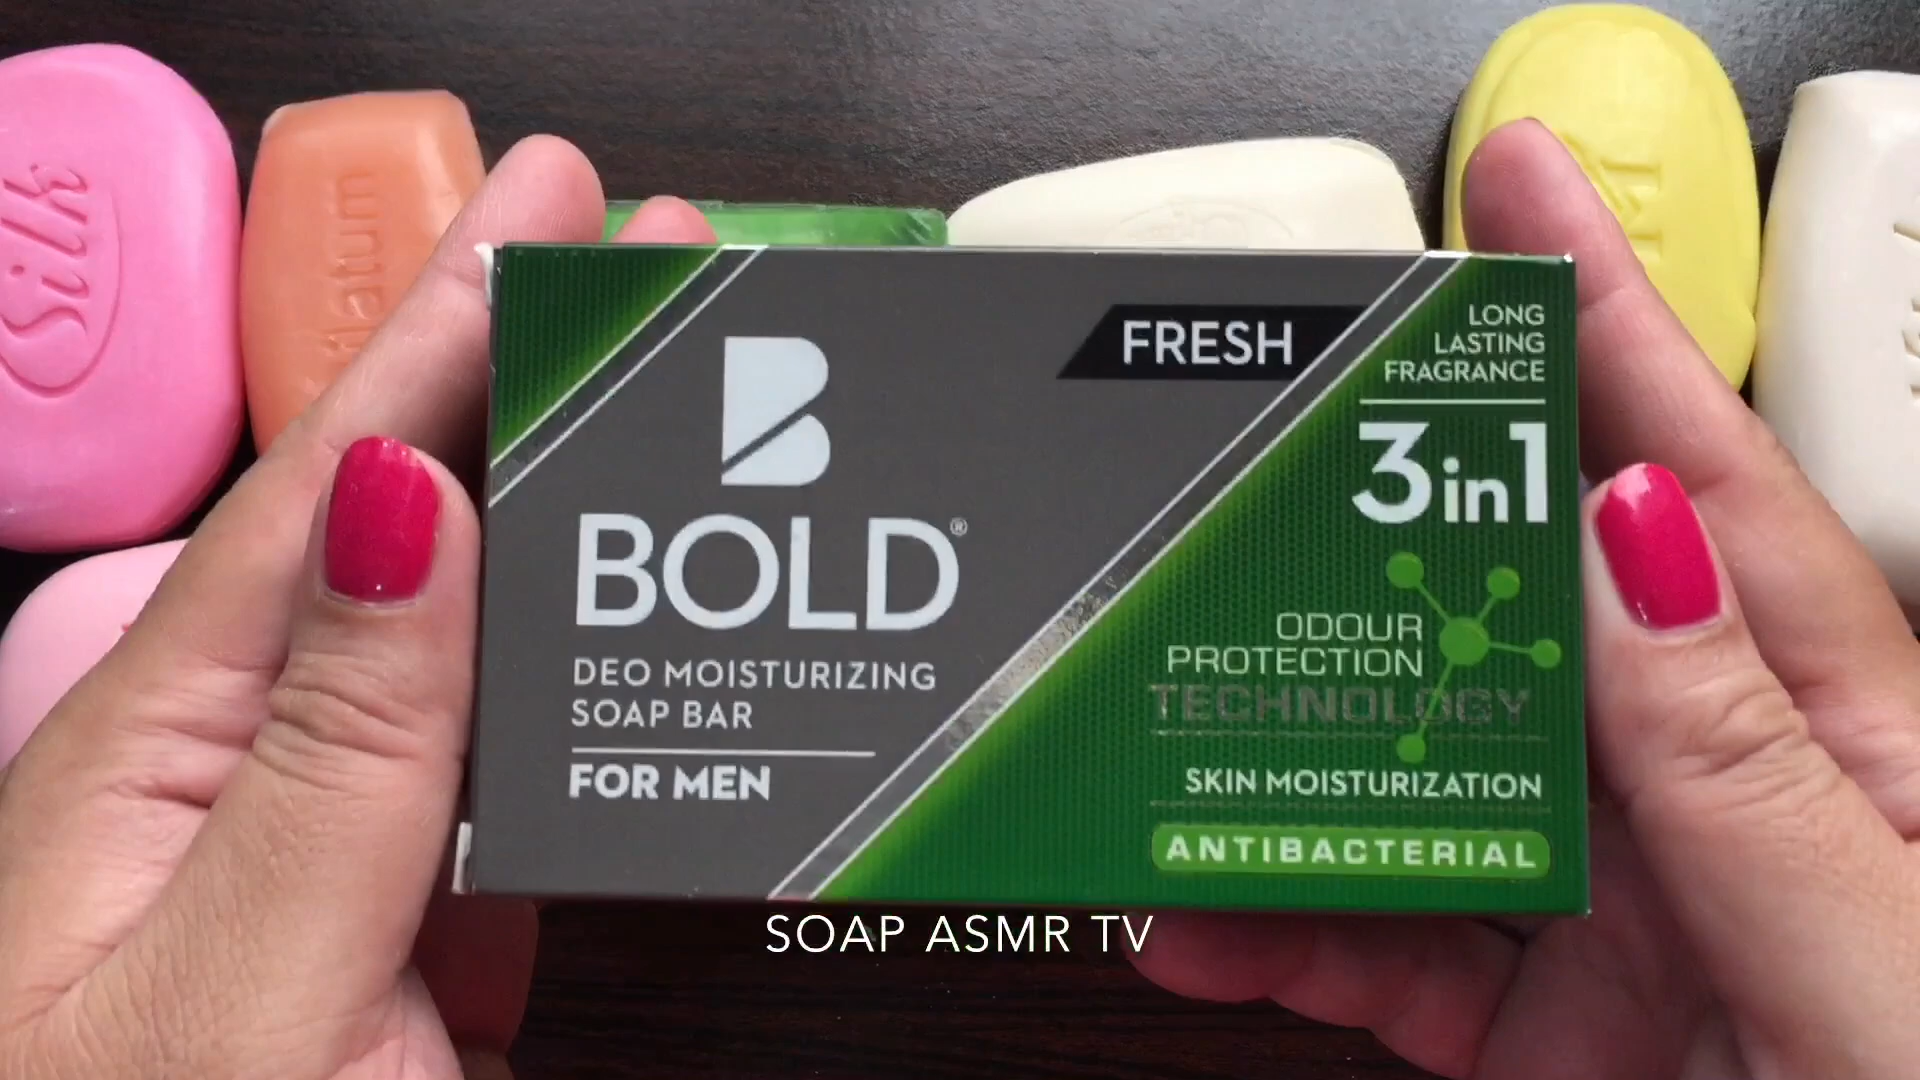 Silk
B
BOLD®
DEO MOISTURIZING
SOAP BAR
FOR MEN
FRESH
LONG
LASTING
FRAGRANCE
3in1
ODOUR
PROTECTION
TECHNOLOGY
SKIN MOISTURIZATION
ANTIBACTERIAL
SOAP ASMR TV